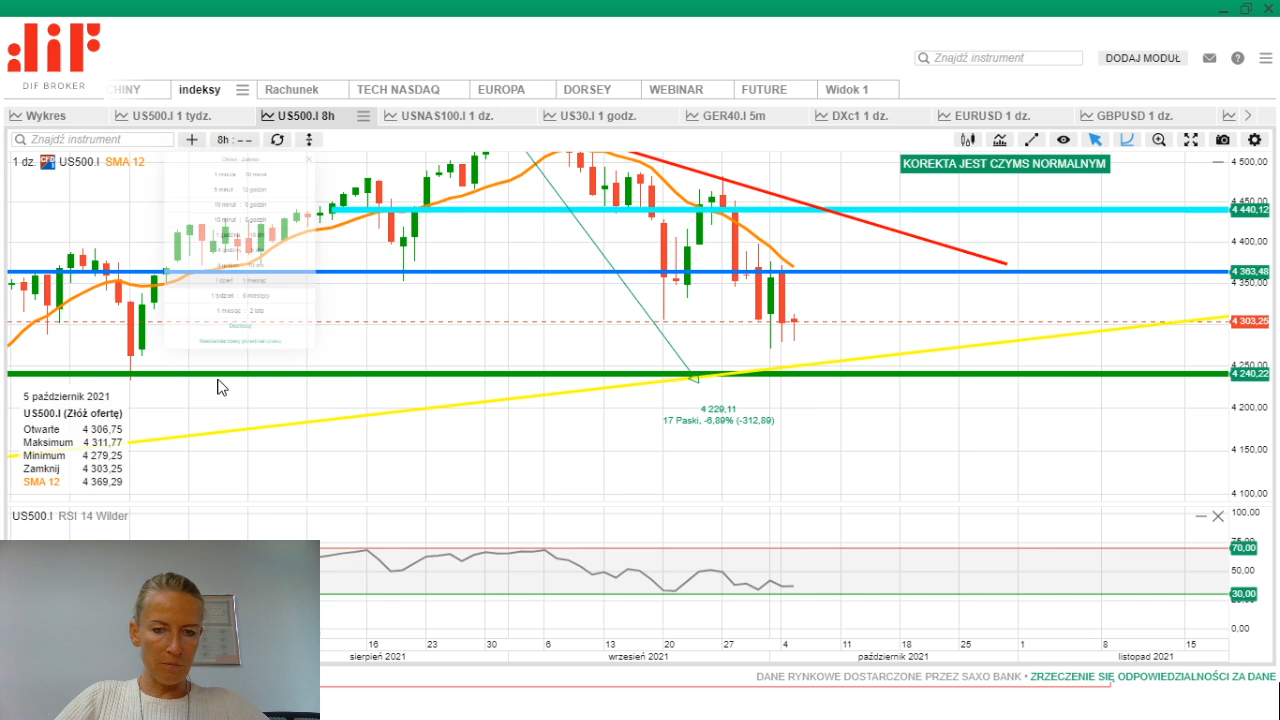 dif
DIF BROKER
Znajdź instrument
DODAJ MODUŁ
indeksy
Rachunek
TECH NASDAQ
EUROPA
DORSEY
WEBINAR
FUTURE
Widok 1
Wykres
US500.I 1 tydz.
US500.I 8h
USNAS100.I 1 dz.
US30.I 1 godz.
GER40.I 5m
DXc1 1 dz.
EURUSD 1 dz.
GBPUSD 1 dz.
Znajdź instrument
8h : – –
1 dz. US500.I SMA 12
KOREKTA JEST CZYMS NORMALNYM
4 500,00
4 440,12
4 400,00
4 363,48
4 350,00
4 303,25
4 240,22
4 200,00
4 150,00
4 100,00
4 229,11
17 Paski, -6,89% (-312,89)
5 październik 2021
US500.I (Złóż ofertę)
Otwarte 4 306,75
Maksimum 4 311,77
Minimum 4 279,25
Zamknij 4 303,25
SMA 12 4 369,29
US500.I RSI 14 Wilder
100,00
70,00
50,00
30,00
0,00
16 23 30 6 13 20 27 4 11 18 25 1 8 15
sierpień 2021 wrzesień 2021 październik 2021 listopad 2021
DANE RYNKOWE DOSTARCZONE PRZEZ SAXO BANK • ZRZECZENIE SIĘ ODPOWIEDZIALNOŚCI ZA DANE